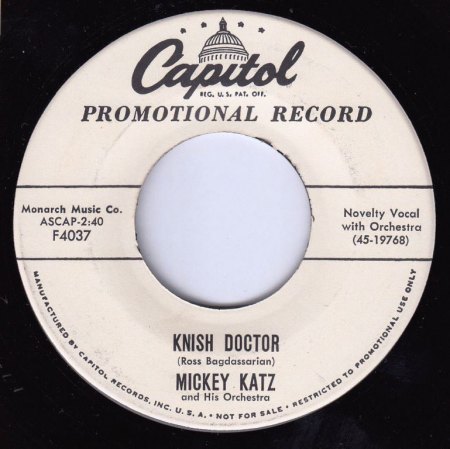 Capitol
REG. U.S. PAT. OFF.
PROMOTIONAL RECORD
Monarch Music Co.
ASCAP-2:40
F4037
Novelty Vocal
with Orchestra
(45-19768)
KNISH DOCTOR
(Ross Bagdassarian)
MICKEY KATZ
and His Orchestra
MANUFACTURED BY CAPITOL RECORDS, INC. U.S.A. • NOT FOR SALE • RESTRICTED TO PROMOTIONAL USE ONLY